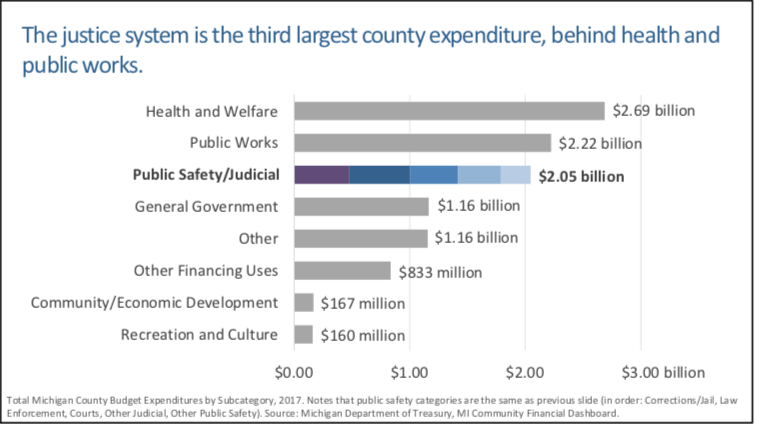 The justice system is the third largest county expenditure, behind health and
public works.
Health and Welfare $2.69 billion
Public Works $2.22 billion
Public Safety/Judicial $2.05 billion
General Government $1.16 billion
Other $1.16 billion
Other Financing Uses $833 million
Community/Economic Development $167 million
Recreation and Culture $160 million
$0.00 $1.00 $2.00 $3.00 billion
Total Michigan County Budget Expenditures by Subcategory, 2017. Notes that public safety categories are the same as previous slide (in order: Corrections/Jail, Law
Enforcement, Courts, Other Judicial, Other Public Safety). Source: Michigan Department of Treasury, MI Community Financial Dashboard.